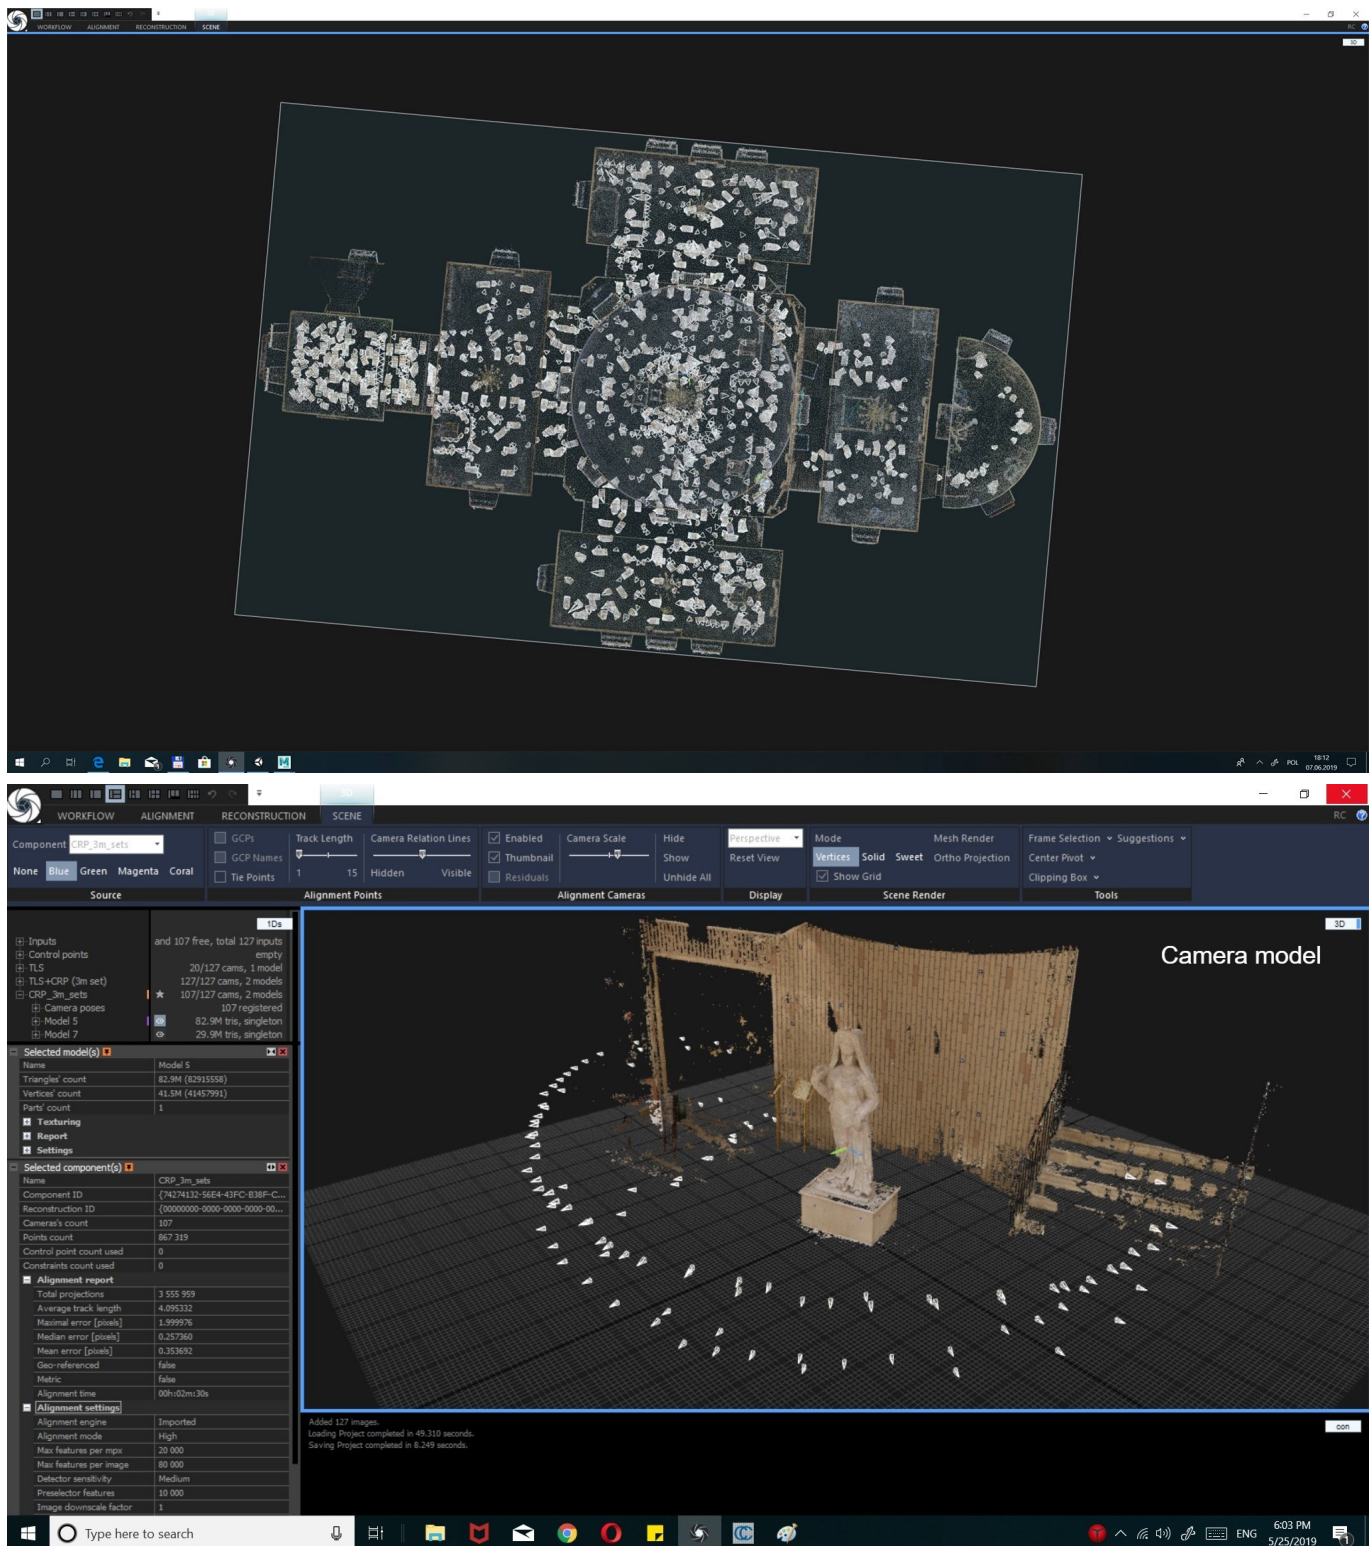 WORKFLOW ALIGNMENT RECONSTRUCTION SCENE
RC
3D
POL 18:12
07.06.2019
3D
WORKFLOW ALIGNMENT RECONSTRUCTION SCENE RC
Component CRP_3m_sets GCPs Track Length Camera Relation Lines Enabled Camera Scale Hide Perspective Mode Mesh Render Frame Selection Suggestions
GCP Names Thumbnail Show Reset View Vertices Solid Sweet Ortho Projection Center Pivot
None Blue Green Magenta Coral Tie Points 1 15 Hidden Visible Residuals Unhide All Show Grid Clipping Box
Source Alignment Points Alignment Cameras Display Scene Render Tools
1Ds
3D
Inputs and 107 free, total 127 inputs
Control points empty
TLS 20/127 cams, 1 model
TLS+CRP (3m set) 127/127 cams, 2 models
CRP_3m_sets 107/127 cams, 2 models
Camera poses 107 registered
Model 5 82.9M tris, singleton
Model 7 29.9M tris, singleton
Camera model
Selected model(s)
Name Model 5
Triangles' count 82.9M (82915558)
Vertices' count 41.5M (41457991)
Parts' count 1
Texturing
Report
Settings
Selected component(s)
Name CRP_3m_sets
Component ID {74274132-56E4-43FC-B38F-C...
Reconstruction ID {00000000-0000-0000-0000-00...
Cameras's count 107
Points count 867 319
Control point count used 0
Constraints count used 0
Alignment report
Total projections 3 555 959
Average track length 4.095332
Maximal error [pixels] 1.999976
Median error [pixels] 0.257360
Mean error [pixels] 0.353692
Geo-referenced false
Metric false
Alignment time 00h:02m:30s
Alignment settings
Alignment engine Imported
Alignment mode High
Max features per mpx 20 000
Max features per image 80 000
Detector sensitivity Medium
Preselector features 10 000
Image downscale factor 1
Added 127 images.
Loading Project completed in 49.310 seconds.
Saving Project completed in 8.249 seconds.
con
Type here to search
ENG 6:03 PM
5/25/2019